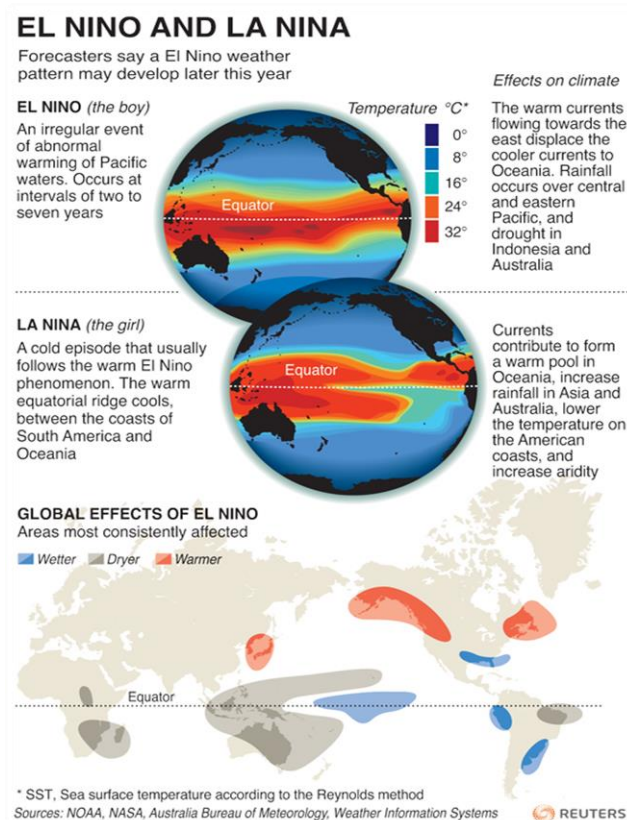 EL NINO AND LA NINA
Forecasters say a El Nino weather
pattern may develop later this year
EL NINO (the boy)
An irregular event
of abnormal
warming of Pacific
waters. Occurs at
intervals of two to
seven years
Equator
Temperature °C*
0°
8°
16°
24°
32°
Effects on climate
The warm currents
flowing towards the
east displace the
cooler currents to
Oceania. Rainfall
occurs over central
and eastern
Pacific, and
drought in
Indonesia and
Australia
LA NINA (the girl)
A cold episode that usually
follows the warm El Nino
phenomenon. The warm
equatorial ridge cools,
between the coasts of
South America and
Oceania
Equator
Currents
contribute to form
a warm pool in
Oceania, increase
rainfall in Asia and
Australia, lower
the temperature on
the American
coasts, and
increase aridity
GLOBAL EFFECTS OF EL NINO
Areas most consistently affected
Wetter Dryer Warmer
Equator
* SST, Sea surface temperature according to the Reynolds method
Sources: NOAA, NASA, Australia Bureau of Meteorology, Weather Information Systems
REUTERS